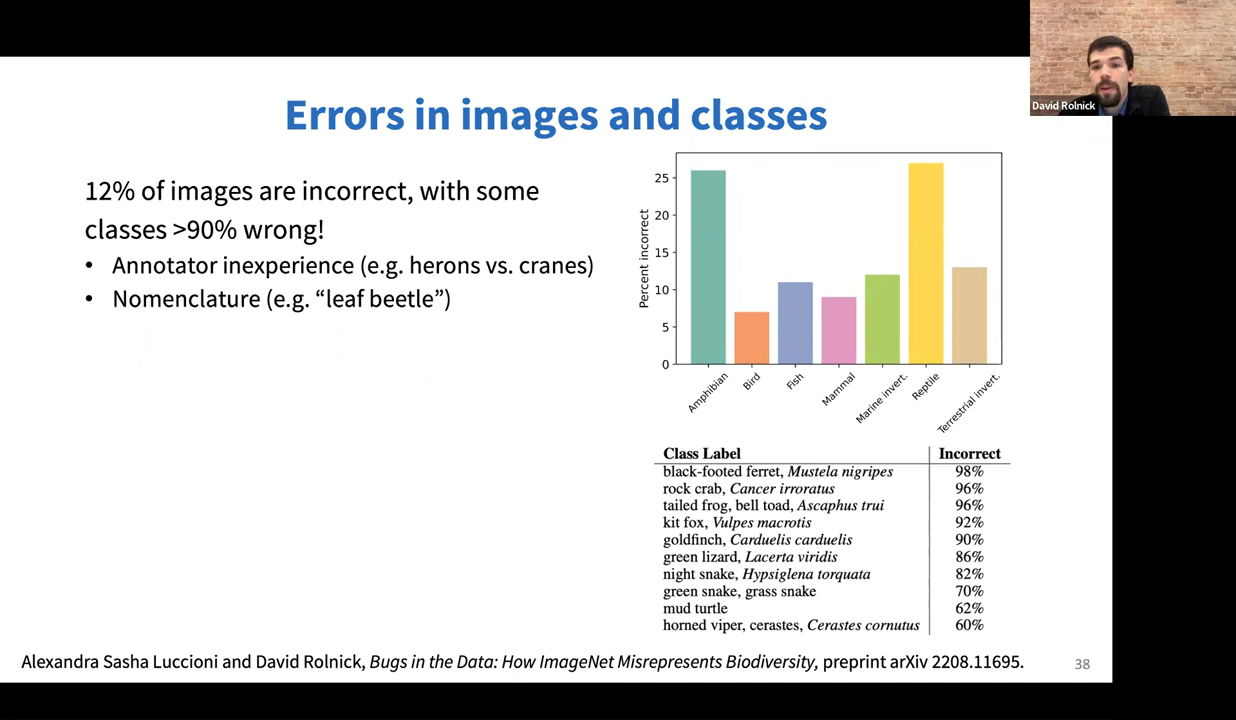 David Rolnick
Errors in images and classes
12% of images are incorrect, with some
classes >90% wrong!
• Annotator inexperience (e.g. herons vs. cranes)
• Nomenclature (e.g. “leaf beetle”)
Percent incorrect
25
20
15
10
5
0
Amphibian
Bird
Fish
Mammal
Marine invert.
Reptile
Terrestrial invert.
Class Label Incorrect
black-footed ferret, Mustela nigripes 98%
rock crab, Cancer irroratus 96%
tailed frog, bell toad, Ascaphus trui 96%
kit fox, Vulpes macrotis 92%
goldfinch, Carduelis carduelis 90%
green lizard, Lacerta viridis 86%
night snake, Hypsiglena torquata 82%
green snake, grass snake 70%
mud turtle 62%
horned viper, cerastes, Cerastes cornutus 60%
Alexandra Sasha Luccioni and David Rolnick, Bugs in the Data: How ImageNet Misrepresents Biodiversity, preprint arXiv 2208.11695.
38